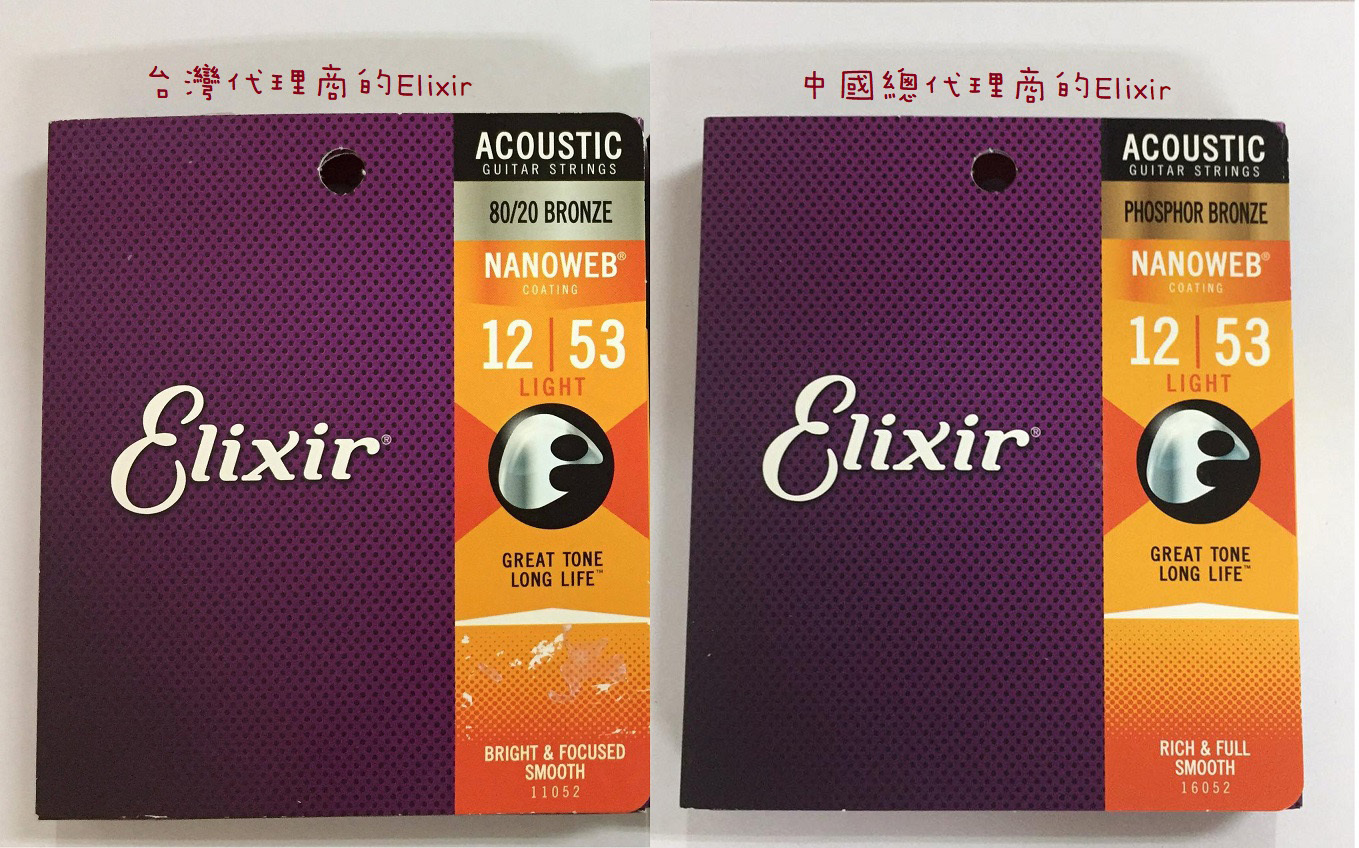 台灣代理商的Elixir
ACOUSTIC
GUITAR STRINGS
80/20 BRONZE
NANOWEB®
COATING
12 | 53
LIGHT
Elixir®
GREAT TONE
LONG LIFE™
BRIGHT & FOCUSED
SMOOTH
11052
中國總代理商的Elixir
ACOUSTIC
GUITAR STRINGS
PHOSPHOR BRONZE
NANOWEB®
COATING
12 | 53
LIGHT
Elixir®
GREAT TONE
LONG LIFE™
RICH & FULL
SMOOTH
16052